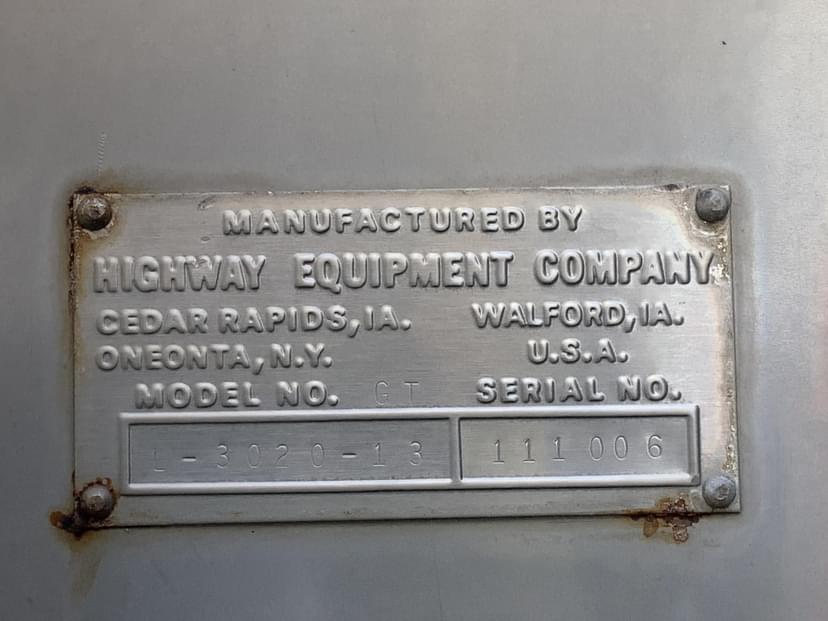 MANUFACTURED BY
HIGHWAY EQUIPMENT COMPANY
CEDAR RAPIDS, IA. WALFORD, IA.
ONEONTA, N.Y. U.S.A.
MODEL NO. GT SERIAL NO.
L-3020-13 111006